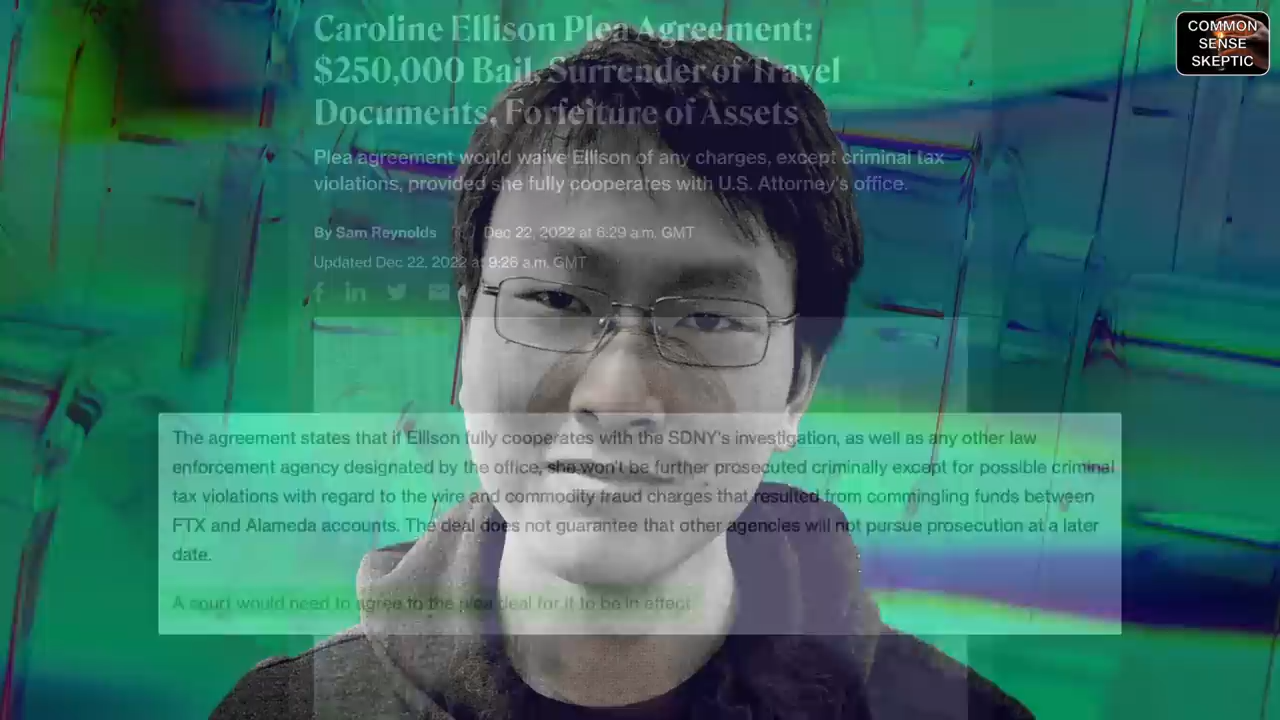 COMMON
SENSE
SKEPTIC
Caroline Ellison Plea Agreement:
$250,000 Bail, Surrender of Travel
Documents, Forfeiture of Assets
Plea agreement would waive Ellison of any charges, except criminal tax
violations, provided she fully cooperates with U.S. Attorney's office.
By Sam Reynolds Dec 22, 2022 at 6:29 a.m. GMT
Updated Dec 22, 2022 at 9:26 a.m. GMT
The agreement states that if Ellison fully cooperates with the SDNY's investigation, as well as any other law
enforcement agency designated by the office, she won't be further prosecuted criminally except for possible criminal
tax violations with regard to the wire and commodity fraud charges that resulted from commingling funds between
FTX and Alameda accounts. The deal does not guarantee that other agencies will not pursue prosecution at a later
date.
A court would need to agree to the plea deal for it to be in effect